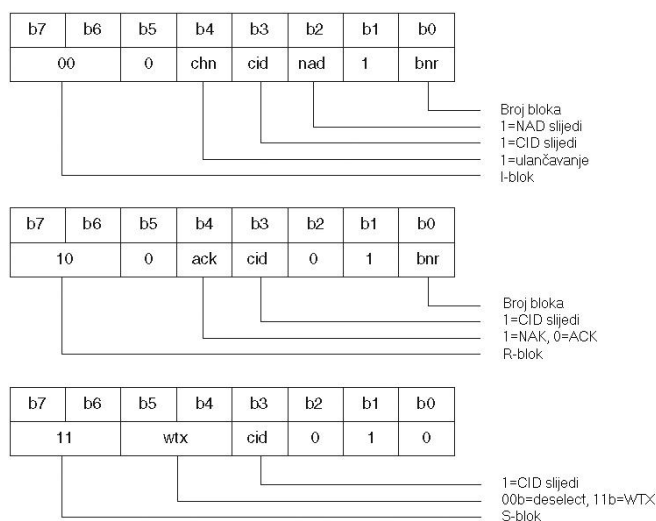 b7 b6 b5 b4 b3 b2 b1 b0
00 0 chn cid nad 1 bnr
Broj bloka
1=NAD slijedi
1=CID slijedi
1=ulančavanje
I-blok
b7 b6 b5 b4 b3 b2 b1 b0
10 0 ack cid 0 1 bnr
Broj bloka
1=CID slijedi
1=NAK, 0=ACK
R-blok
b7 b6 b5 b4 b3 b2 b1 b0
11 wtx cid 0 1 0
1=CID slijedi
00b=deselect, 11b=WTX
S-blok